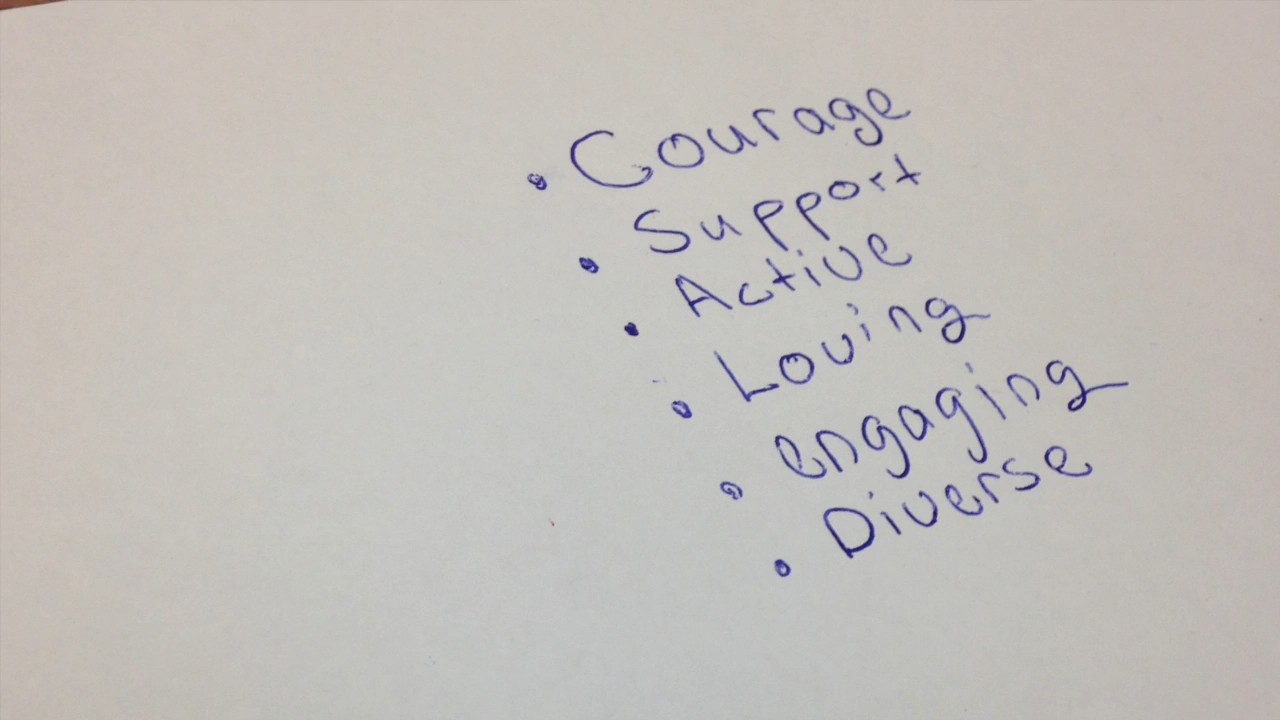 • Courage
• Support
• Active
• Loving
• engaging
• Diverse